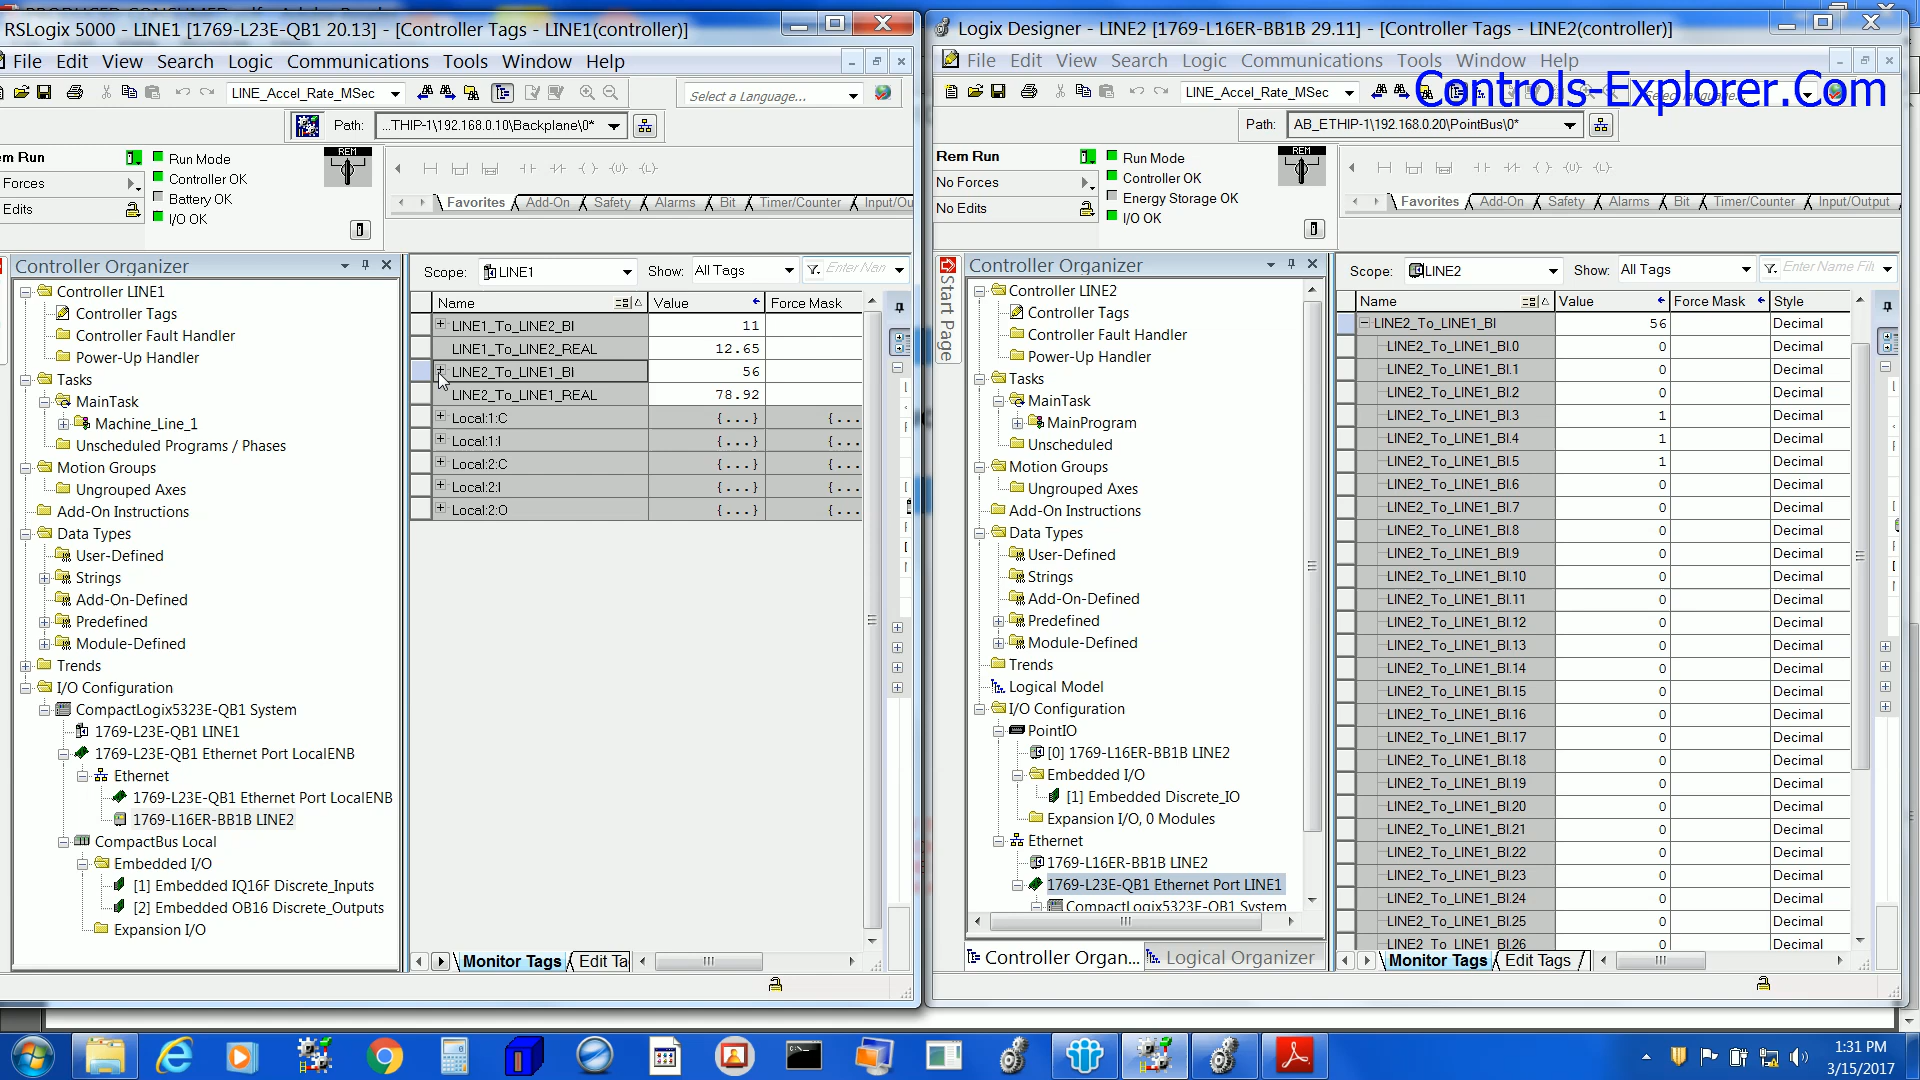 RSLogix 5000 - LINE1 [1769-L23E-QB1 20.13] - [Controller Tags - LINE1(controller)]
File Edit View Search Logic Communications Tools Window Help
LINE_Accel_Rate_MSec
Select a Language...
Path: ...THIP-1\192.168.0.10\Backplane\0*
em Run
Run Mode
REM
Forces
Controller OK
Battery OK
Edits
I/O OK
Favorites Add-On Safety Alarms Bit Timer/Counter Input/Ou
Controller Organizer
Controller LINE1
Controller Tags
Controller Fault Handler
Power-Up Handler
Tasks
MainTask
Machine_Line_1
Unscheduled Programs / Phases
Motion Groups
Ungrouped Axes
Add-On Instructions
Data Types
User-Defined
Strings
Add-On-Defined
Predefined
Module-Defined
Trends
I/O Configuration
CompactLogix5323E-QB1 System
1769-L23E-QB1 LINE1
1769-L23E-QB1 Ethernet Port LocalENB
Ethernet
1769-L23E-QB1 Ethernet Port LocalENB
1769-L16ER-BB1B LINE2
CompactBus Local
Embedded I/O
[1] Embedded IQ16F Discrete_Inputs
[2] Embedded OB16 Discrete_Outputs
Expansion I/O
Scope: LINE1 Show: All Tags Enter Nan
Name Value Force Mask
LINE1_To_LINE2_BI 11
LINE1_To_LINE2_REAL 12.65
LINE2_To_LINE1_BI 56
LINE2_To_LINE1_REAL 78.92
Local:1:C {...} {...
Local:1:I {...} {...
Local:2:C {...} {...
Local:2:I {...} {...
Local:2:O {...} {...
Monitor Tags Edit Ta
Logix Designer - LINE2 [1769-L16ER-BB1B 29.11] - [Controller Tags - LINE2(controller)]
File Edit View Search Logic Communications Tools Window Help
Controls-Explorer.Com
LINE_Accel_Rate_MSec
Path: AB_ETHIP-1\192.168.0.20\PointBus\0*
Rem Run
Run Mode
REM
No Forces
Controller OK
Energy Storage OK
No Edits
I/O OK
Favorites Add-On Safety Alarms Bit Timer/Counter Input/Output
Start Page
Controller Organizer
Controller LINE2
Controller Tags
Controller Fault Handler
Power-Up Handler
Tasks
MainTask
MainProgram
Unscheduled
Motion Groups
Ungrouped Axes
Add-On Instructions
Data Types
User-Defined
Strings
Add-On-Defined
Predefined
Module-Defined
Trends
Logical Model
I/O Configuration
PointIO
[0] 1769-L16ER-BB1B LINE2
Embedded I/O
[1] Embedded Discrete_IO
Expansion I/O, 0 Modules
Ethernet
1769-L16ER-BB1B LINE2
1769-L23E-QB1 Ethernet Port LINE1
CompactLogix5323E-QB1 System
Controller Organ... Logical Organizer
Scope: LINE2 Show: All Tags Enter Name Filt
Name Value Force Mask Style
LINE2_To_LINE1_BI 56 Decimal
LINE2_To_LINE1_BI.0 0 Decimal
LINE2_To_LINE1_BI.1 0 Decimal
LINE2_To_LINE1_BI.2 0 Decimal
LINE2_To_LINE1_BI.3 1 Decimal
LINE2_To_LINE1_BI.4 1 Decimal
LINE2_To_LINE1_BI.5 1 Decimal
LINE2_To_LINE1_BI.6 0 Decimal
LINE2_To_LINE1_BI.7 0 Decimal
LINE2_To_LINE1_BI.8 0 Decimal
LINE2_To_LINE1_BI.9 0 Decimal
LINE2_To_LINE1_BI.10 0 Decimal
LINE2_To_LINE1_BI.11 0 Decimal
LINE2_To_LINE1_BI.12 0 Decimal
LINE2_To_LINE1_BI.13 0 Decimal
LINE2_To_LINE1_BI.14 0 Decimal
LINE2_To_LINE1_BI.15 0 Decimal
LINE2_To_LINE1_BI.16 0 Decimal
LINE2_To_LINE1_BI.17 0 Decimal
LINE2_To_LINE1_BI.18 0 Decimal
LINE2_To_LINE1_BI.19 0 Decimal
LINE2_To_LINE1_BI.20 0 Decimal
LINE2_To_LINE1_BI.21 0 Decimal
LINE2_To_LINE1_BI.22 0 Decimal
LINE2_To_LINE1_BI.23 0 Decimal
LINE2_To_LINE1_BI.24 0 Decimal
LINE2_To_LINE1_BI.25 0 Decimal
LINE2_To_LINE1_BI.26 0 Decimal
Monitor Tags Edit Tags
1:31 PM
3/15/2017